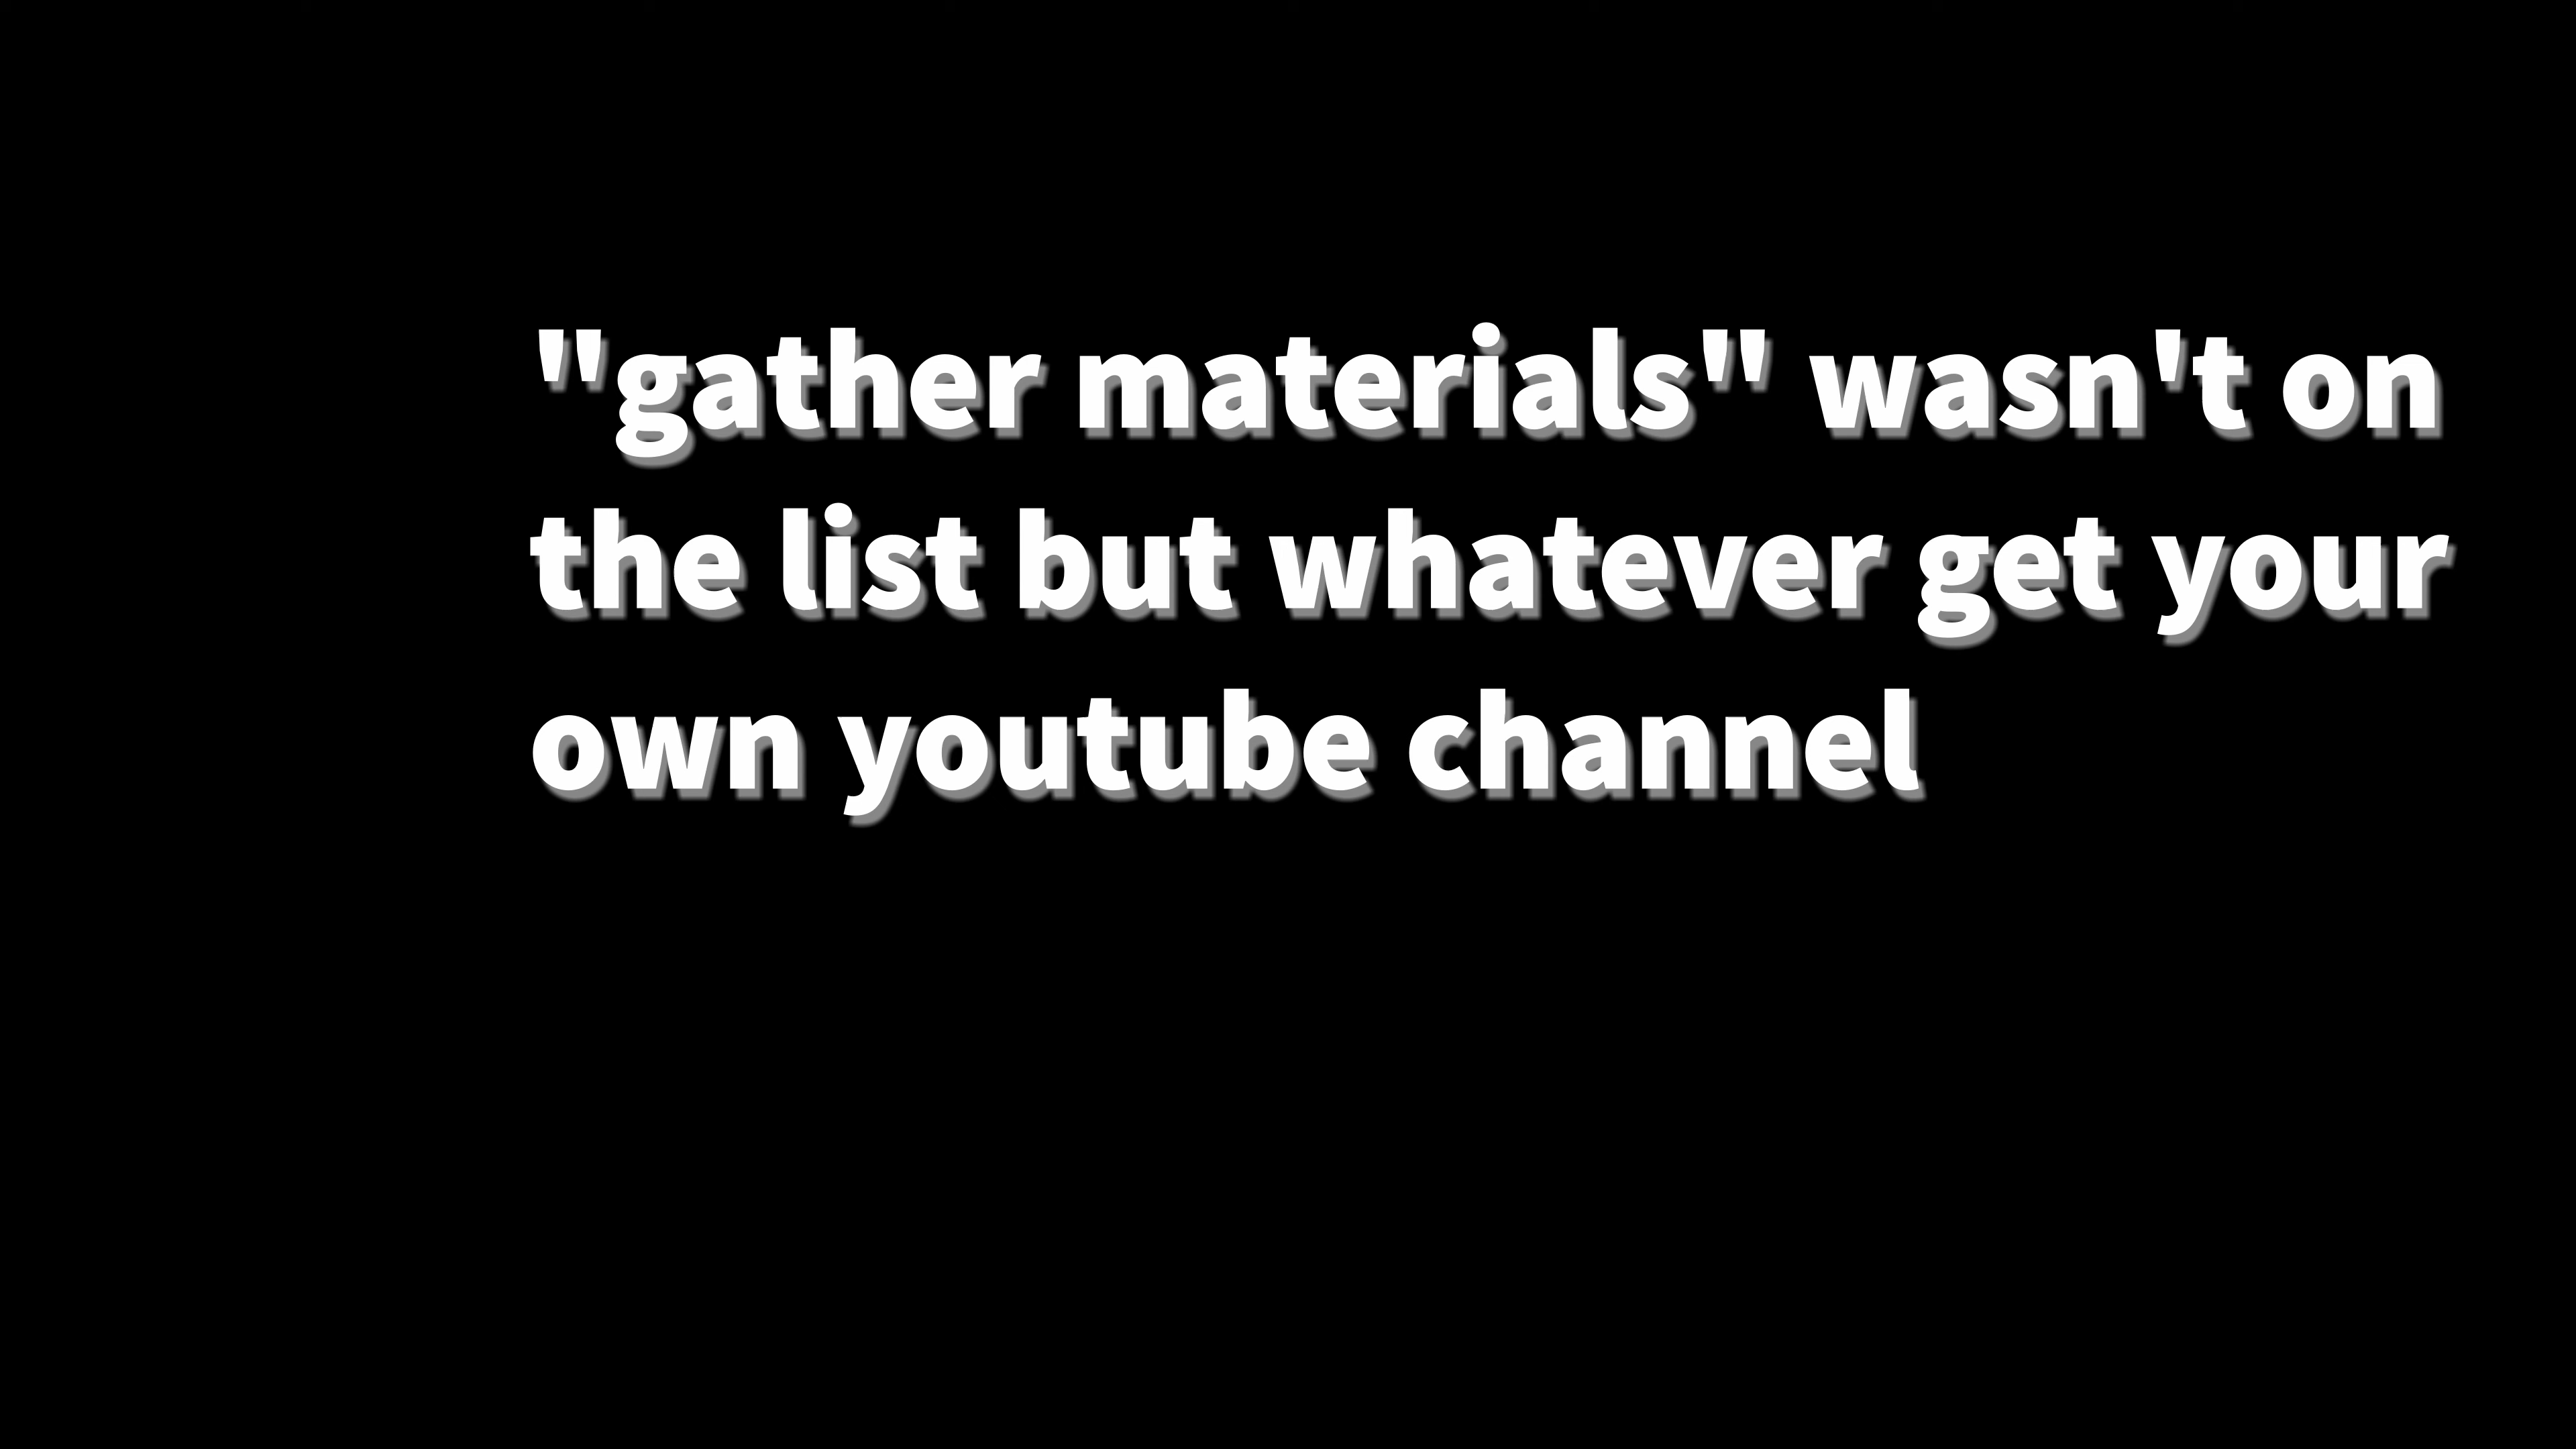 "gather materials" wasn't on
the list but whatever get your
own youtube channel